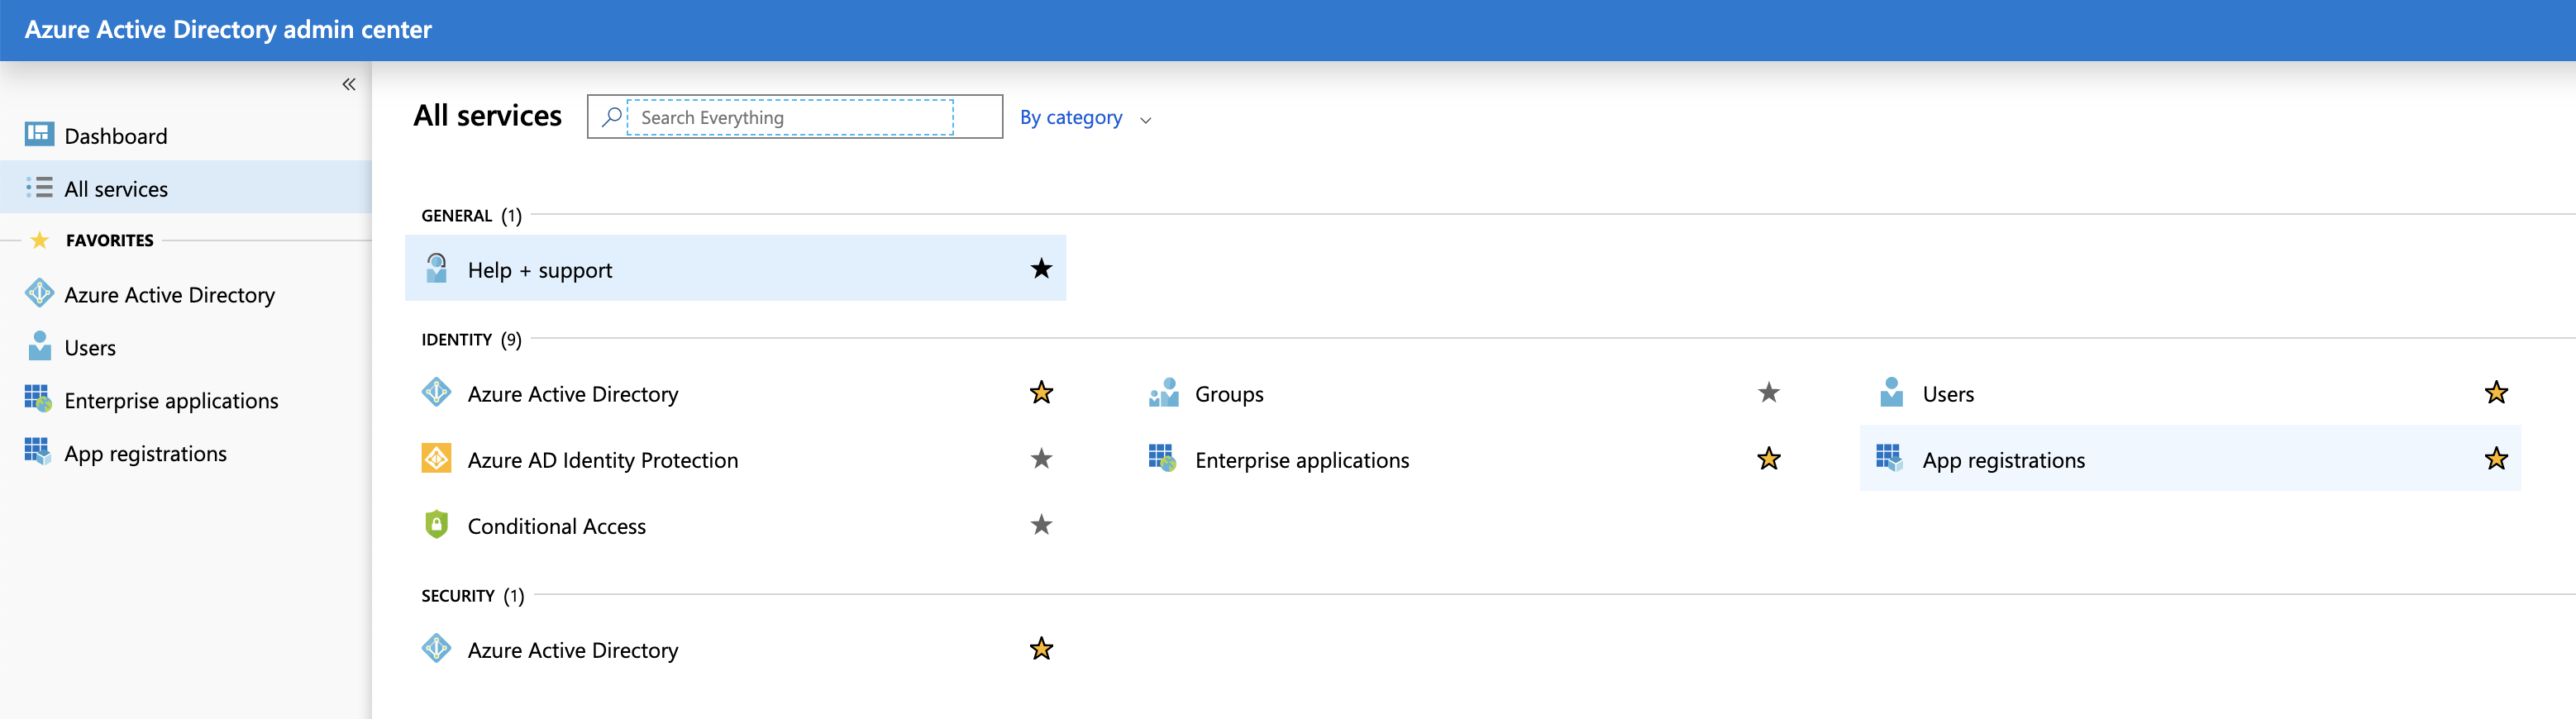 Azure Active Directory admin center
Dashboard
All services
FAVORITES
Azure Active Directory
Users
Enterprise applications
App registrations
All services
Search Everything
By category
GENERAL (1)
Help + support
IDENTITY (9)
Azure Active Directory
Groups
Users
Azure AD Identity Protection
Enterprise applications
App registrations
Conditional Access
SECURITY (1)
Azure Active Directory